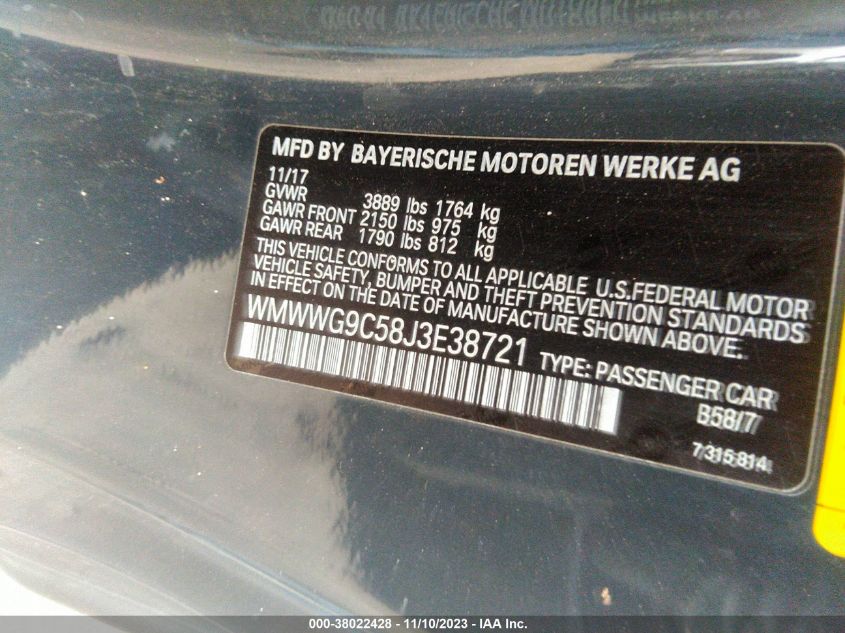 MFD BY BAYERISCHE MOTOREN WERKE AG
11/17
GVWR 3889 lbs 1764 kg
GAWR FRONT 2150 lbs 975 kg
GAWR REAR 1790 lbs 812 kg
THIS VEHICLE CONFORMS TO ALL APPLICABLE U.S.FEDERAL MOTOR
VEHICLE SAFETY, BUMPER AND THEFT PREVENTION STANDARDS
IN EFFECT ON THE DATE OF MANUFACTURE SHOWN ABOVE.
WMWWG9C58J3E38721 TYPE: PASSENGER CAR
B58/7
7 315 814
000-38022428 - 11/10/2023 - IAA Inc.